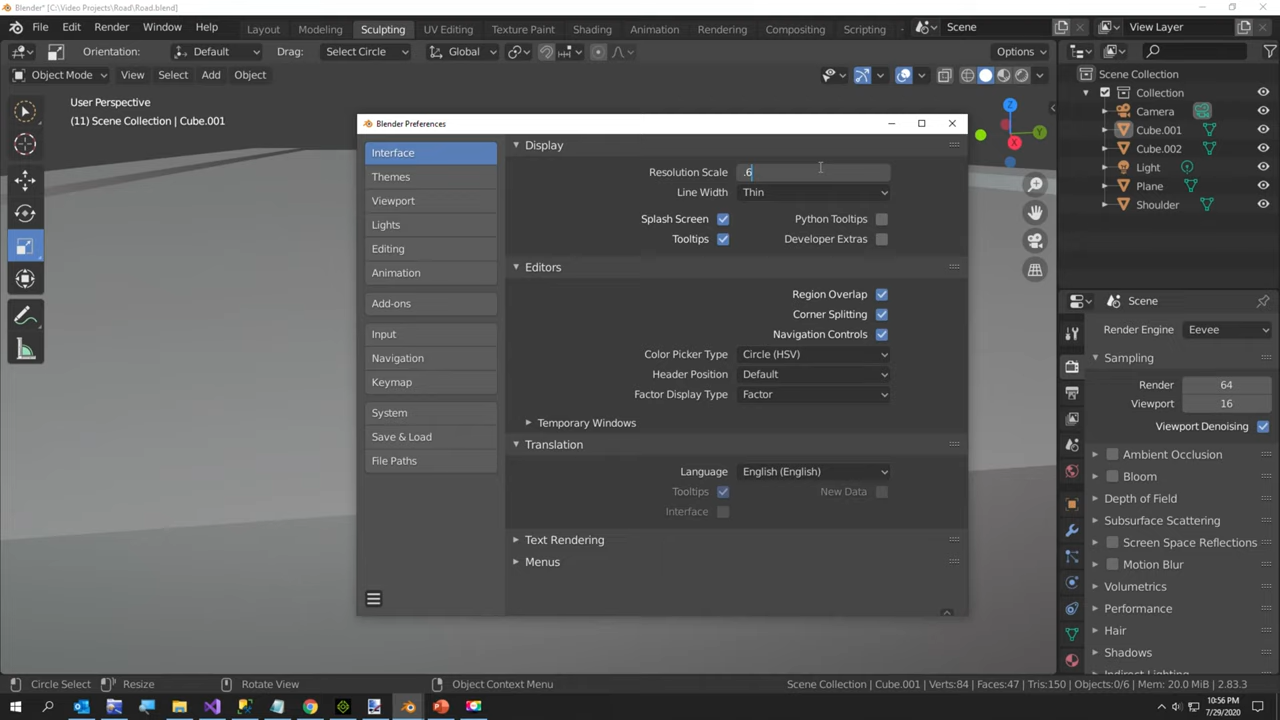 Blender* [C:\Video Projects\Road\Road.blend]
File Edit Render Window Help Layout Modeling Sculpting UV Editing Texture Paint Shading Animation Rendering Compositing Scripting Scene View Layer
Orientation: Default Drag: Select Circle Global Options
Object Mode View Select Add Object
User Perspective
(11) Scene Collection | Cube.001
Z
Y
X
Scene Collection
Collection
Camera
Cube.001
Cube.002
Light
Plane
Shoulder
Blender Preferences
Interface
Themes
Viewport
Lights
Editing
Animation
Add-ons
Input
Navigation
Keymap
System
Save & Load
File Paths
Display
Resolution Scale .6
Line Width Thin
Splash Screen Python Tooltips
Tooltips Developer Extras
Editors
Region Overlap
Corner Splitting
Navigation Controls
Color Picker Type Circle (HSV)
Header Position Default
Factor Display Type Factor
Temporary Windows
Translation
Language English (English)
Tooltips New Data
Interface
Text Rendering
Menus
Scene
Render Engine Eevee
Sampling
Render 64
Viewport 16
Viewport Denoising
Ambient Occlusion
Bloom
Depth of Field
Subsurface Scattering
Screen Space Reflections
Motion Blur
Volumetrics
Performance
Hair
Shadows
Indirect Lighting
Circle Select Resize Rotate View Object Context Menu Scene Collection | Cube.001 | Verts:84 | Faces:47 | Tris:150 | Objects:0/6 | Mem: 20.0 MiB | 2.83.3
10:56 PM
7/29/2020